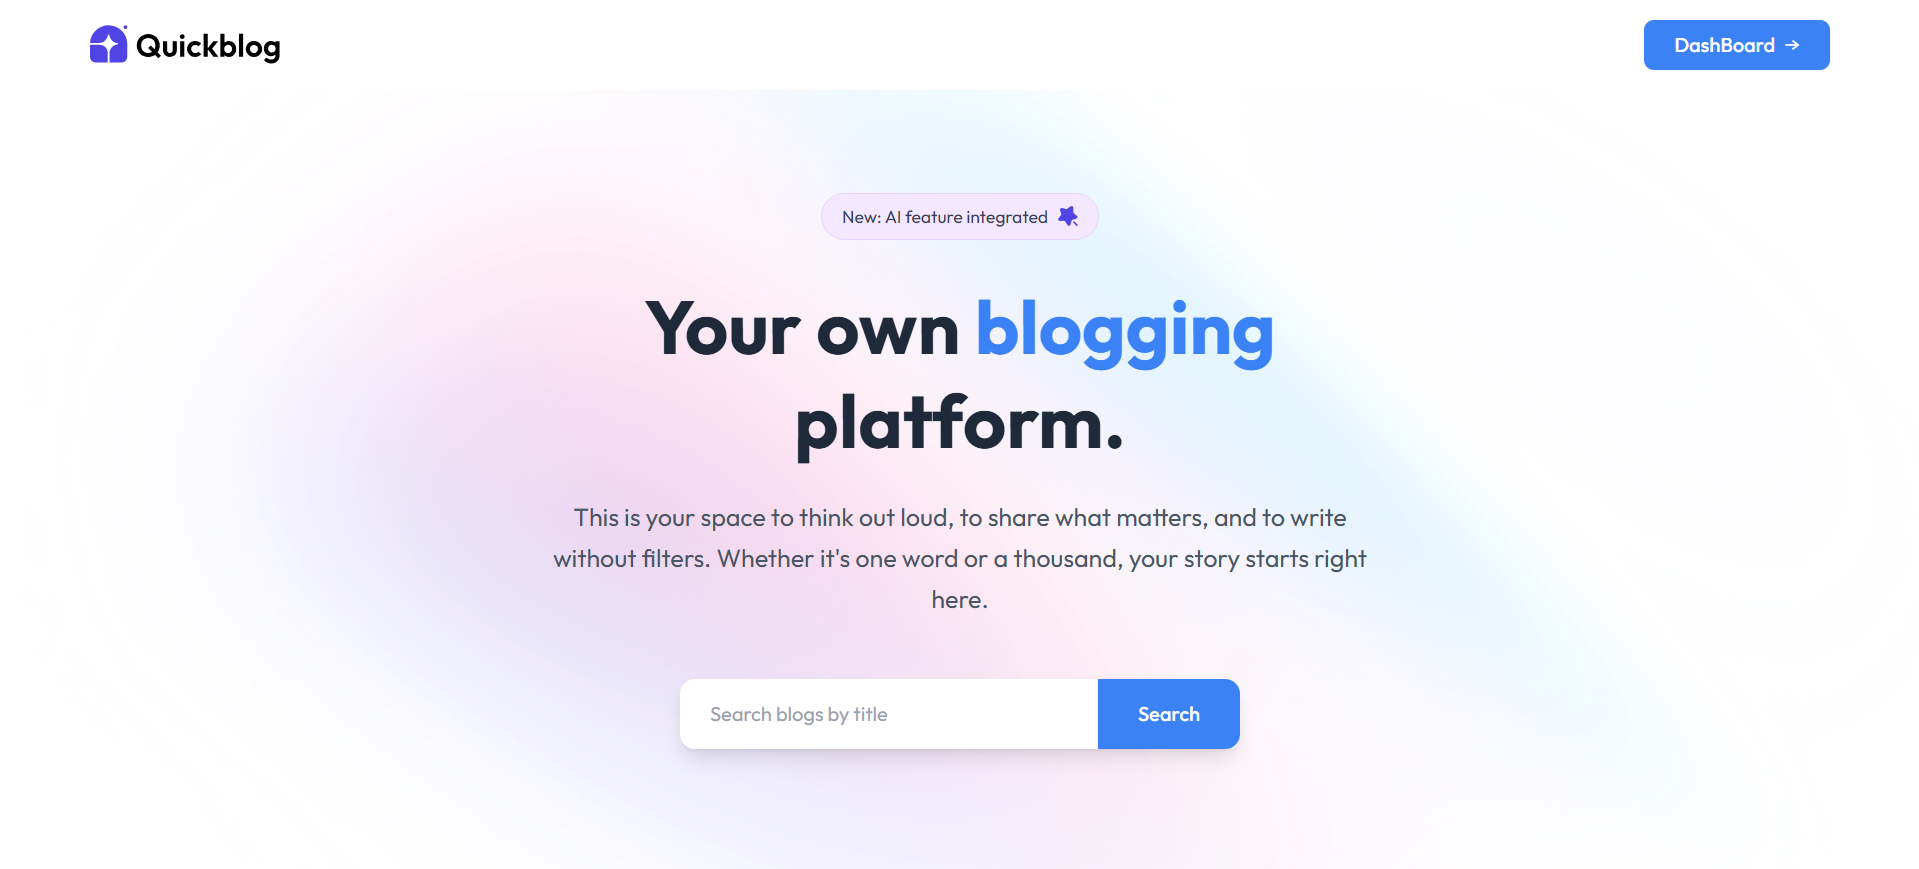 Quickblog
DashBoard →
New: AI feature integrated
Your own blogging
platform.
This is your space to think out loud, to share what matters, and to write
without filters. Whether it's one word or a thousand, your story starts right
here.
Search blogs by title
Search